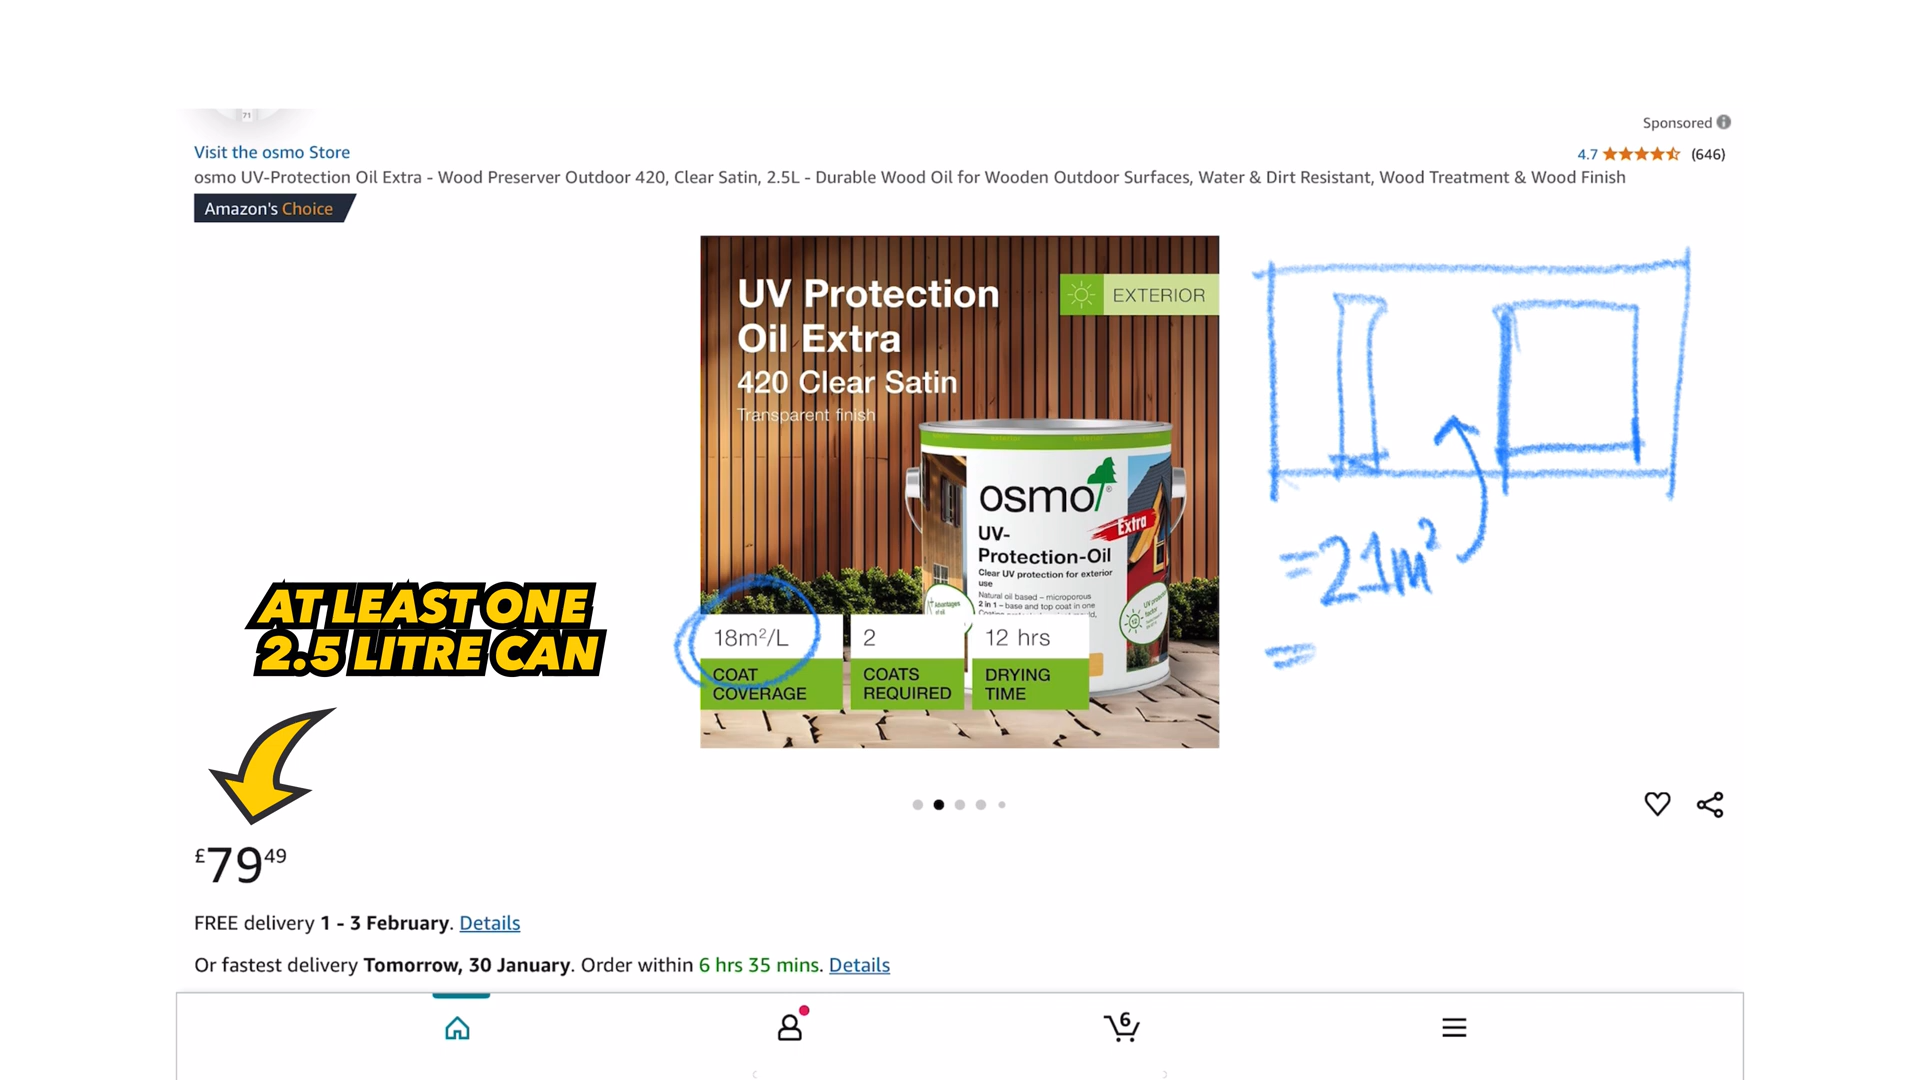 71
Sponsored
Visit the osmo Store
4.7 (646)
osmo UV-Protection Oil Extra - Wood Preserver Outdoor 420, Clear Satin, 2.5L - Durable Wood Oil for Wooden Outdoor Surfaces, Water & Dirt Resistant, Wood Treatment & Wood Finish
Amazon's Choice
UV Protection
Oil Extra
420 Clear Satin
Transparent finish
EXTERIOR
osmo
Extra
UV-
Protection-Oil
Clear UV protection for exterior
use
Natural oil based – microporous
2 in 1 – base and top coat in one
18m²/L
COAT
COVERAGE
2
COATS
REQUIRED
12 hrs
DRYING
TIME
=21m²
=
AT LEAST ONE
2.5 LITRE CAN
£79 49
FREE delivery 1 - 3 February. Details
Or fastest delivery Tomorrow, 30 January. Order within 6 hrs 35 mins. Details
6